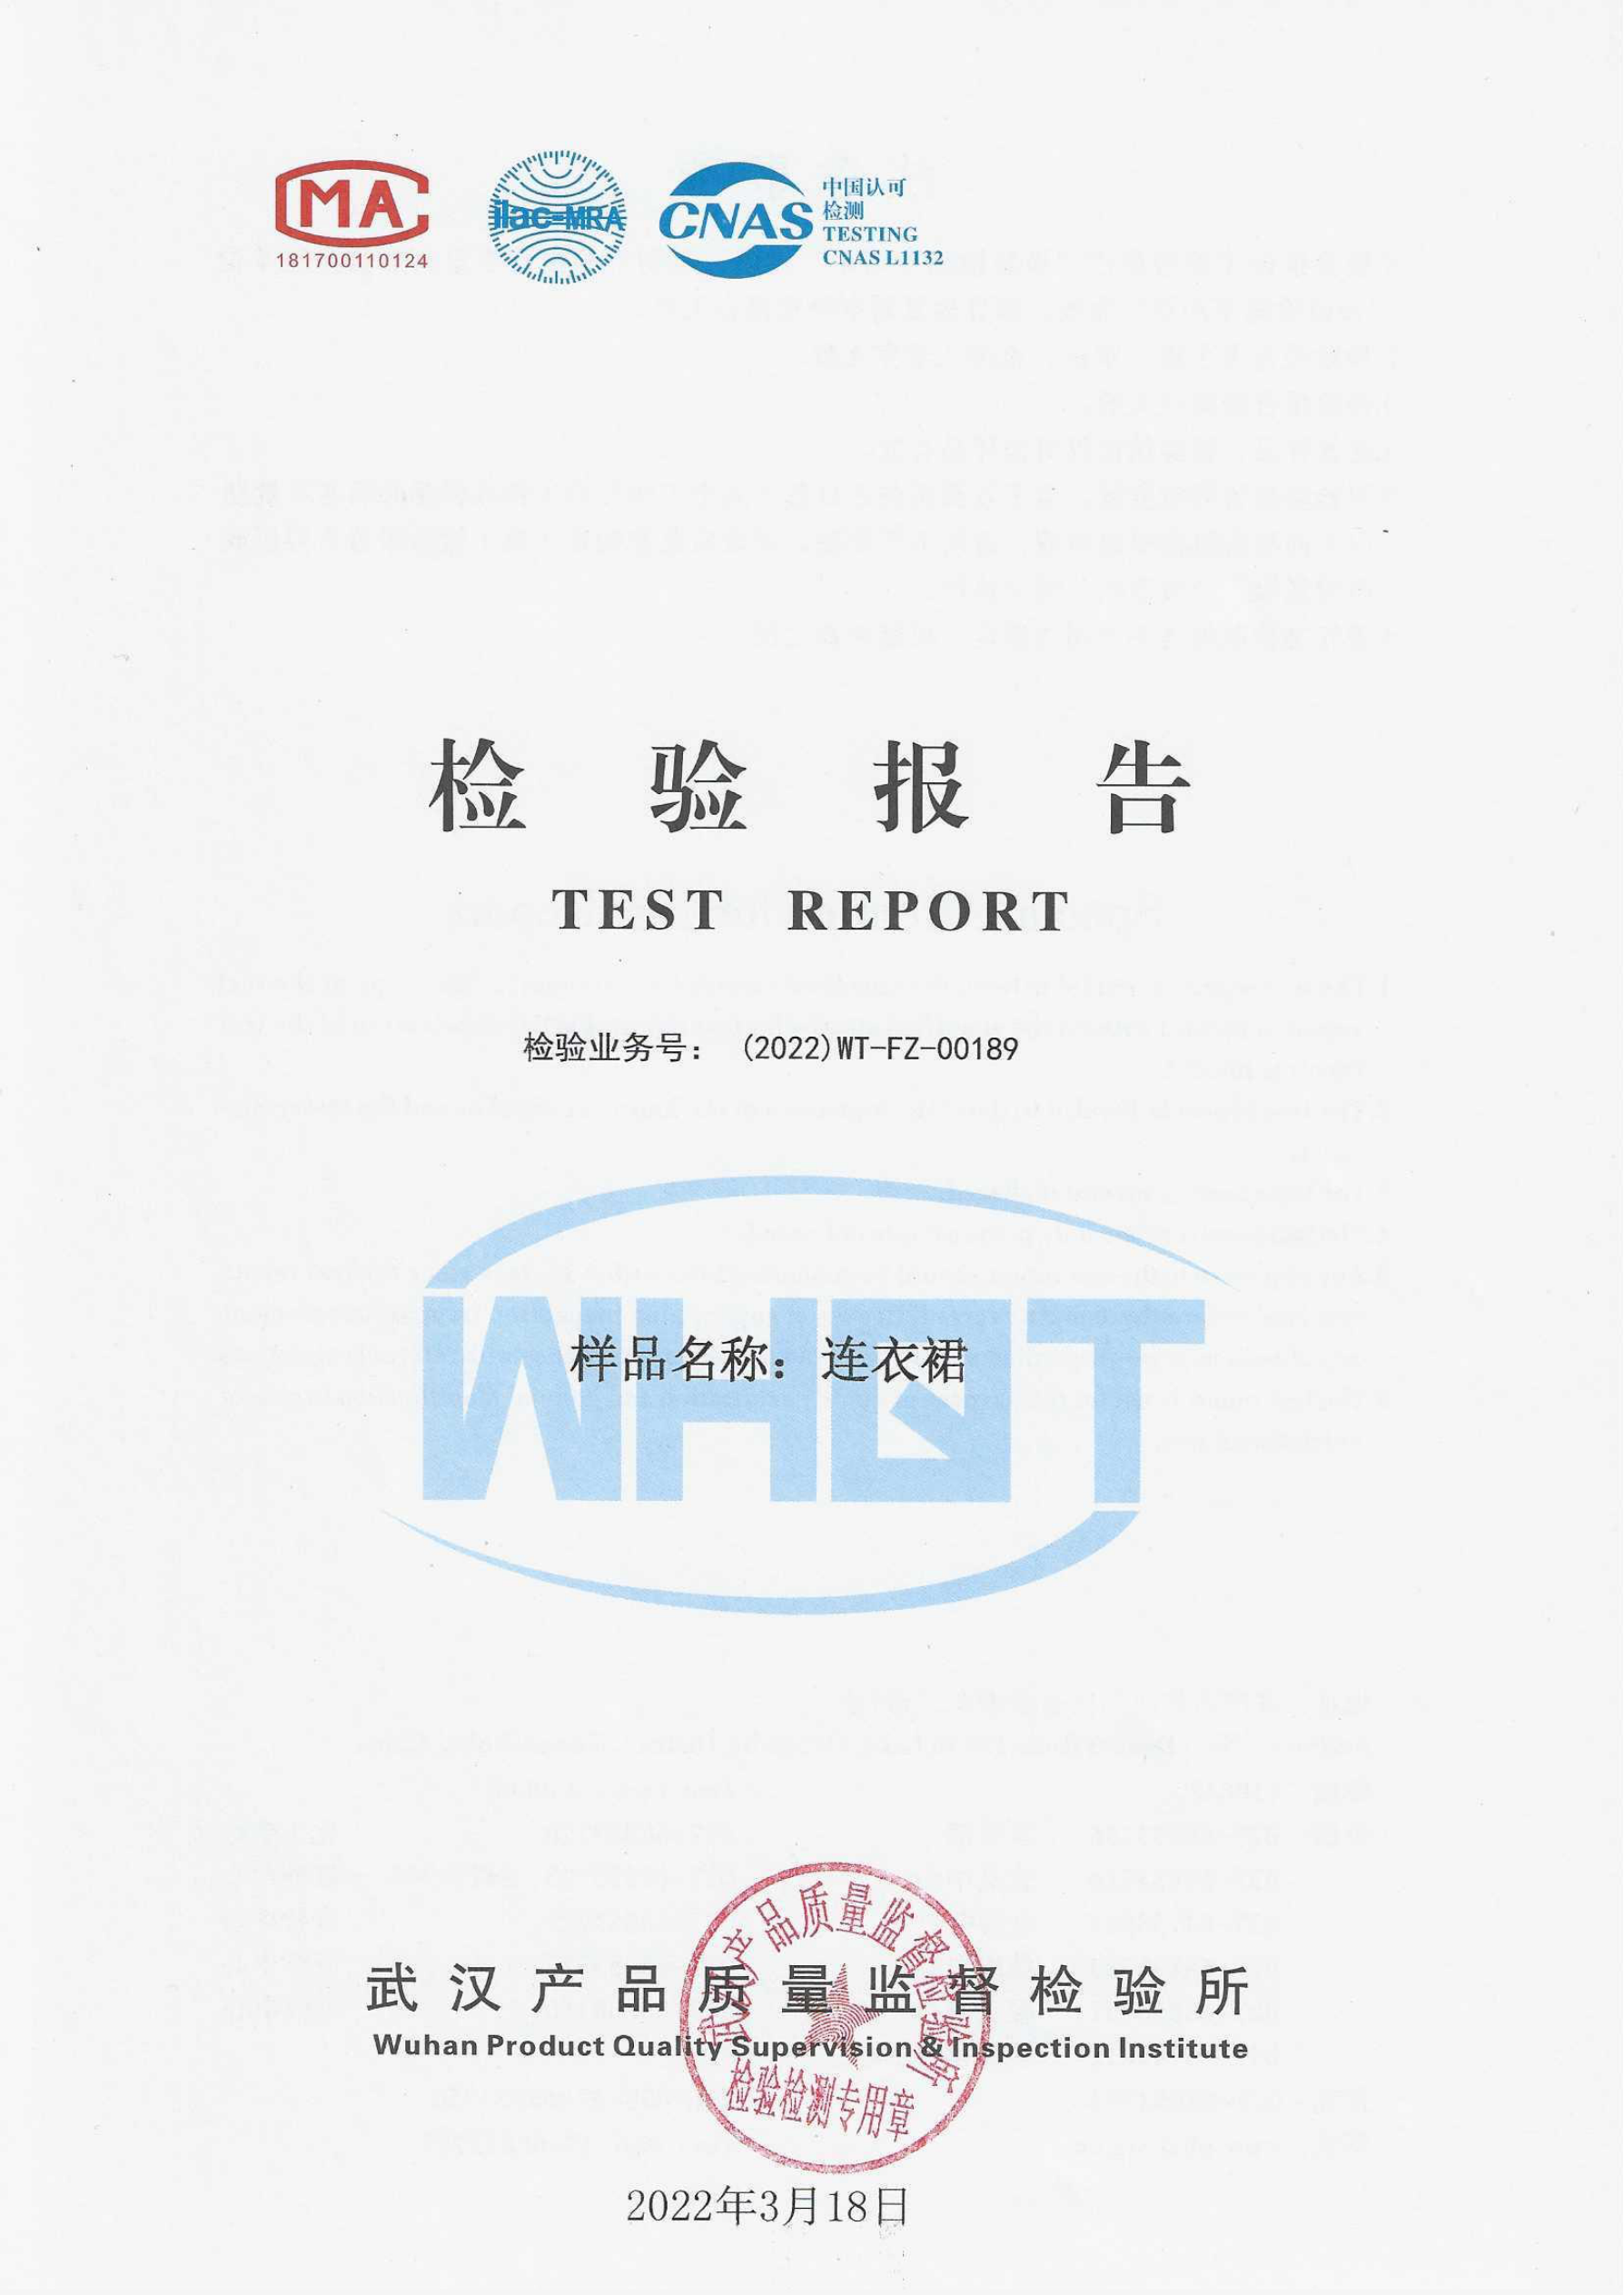 MA
181700110124
ilac-MRA
CNAS
中国认可
检测
TESTING
CNAS L1132
检验报告
TEST REPORT
检验业务号： (2022)WT-FZ-00189
WHQT
样品名称：连衣裙
武汉产品质量监督检验所
Wuhan Product Quality Supervision & Inspection Institute
武汉产品质量监督检验所
检验检测专用章
2022年3月18日